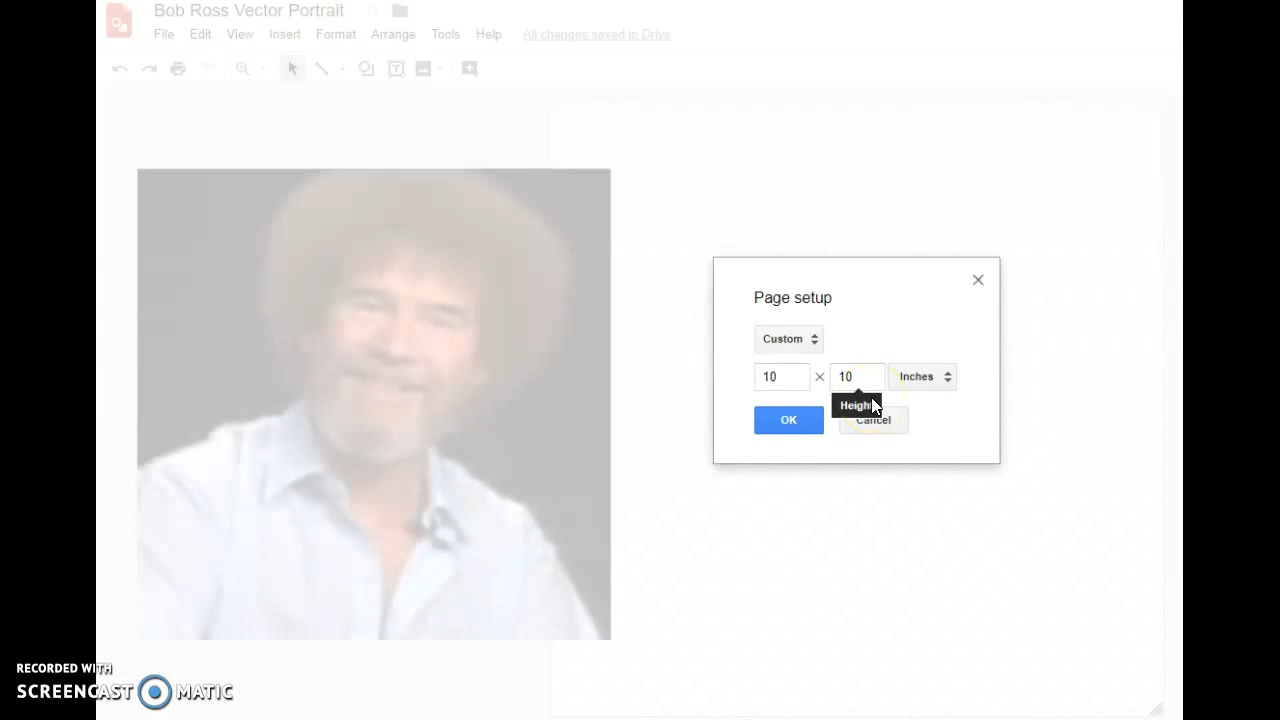 Bob Ross Vector Portrait
File Edit View Insert Format Arrange Tools Help All changes saved in Drive
Page setup
Custom
10 × 10 Inches
Height
OK Cancel
RECORDED WITH
SCREENCAST MATIC